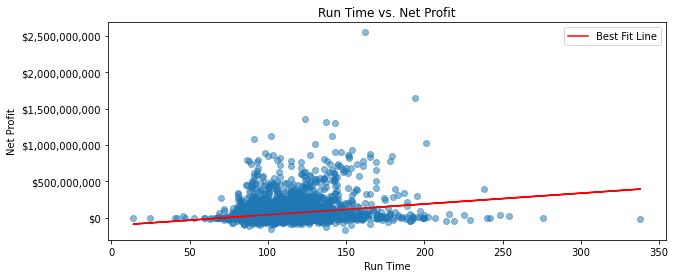 Run Time vs. Net Profit
Best Fit Line
Net Profit
$2,500,000,000
$2,000,000,000
$1,500,000,000
$1,000,000,000
$500,000,000
$0
0 50 100 150 200 250 300 350
Run Time